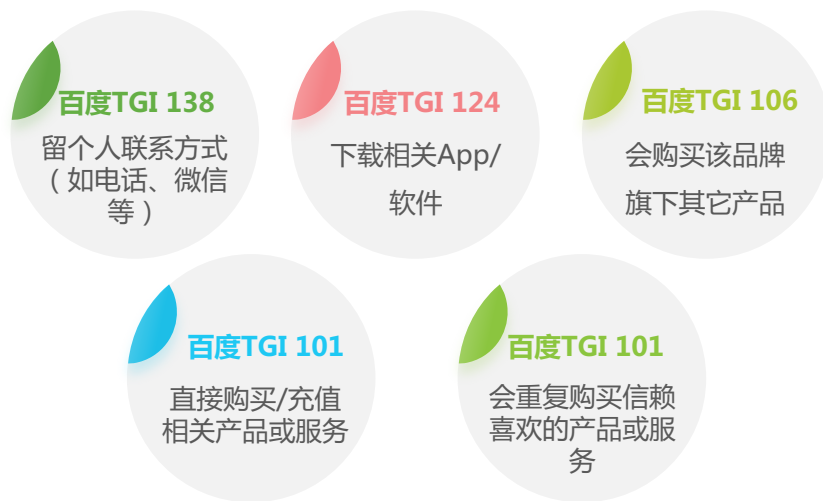 百度TGI 138
留个人联系方式
（如电话、微信
等）
百度TGI 124
下载相关App/
软件
百度TGI 106
会购买该品牌
旗下其它产品
百度TGI 101
直接购买/充值
相关产品或服务
百度TGI 101
会重复购买信赖
喜欢的产品或服
务